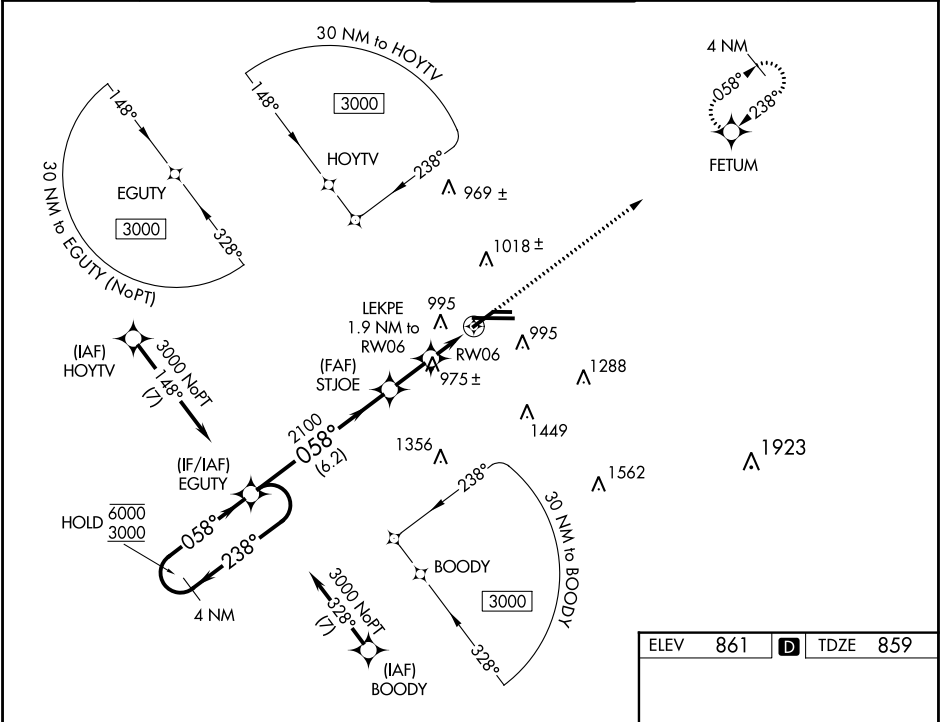 30 NM to HOYTV
3000
148°
238°
HOYTV
4 NM
058°
238°
FETUM
148°
EGUTY
3000
328°
30 NM to EGUTY (NoPT)
969 ±
1018 ±
LEKPE
1.9 NM to
RW06
995
RW06
995
(FAF)
STJOE
975 ±
1288
(IAF)
HOYTV
3000 NoPT
148°
(7)
2100
058°
(6.2)
1449
1356
1923
1562
(IF/IAF)
EGUTY
HOLD 6000
3000
058°
238°
4 NM
238°
30 NM to BOODY
BOODY
3000
328°
3000 NoPT
328°
(7)
(IAF)
BOODY
ELEV 861 D TDZE 859